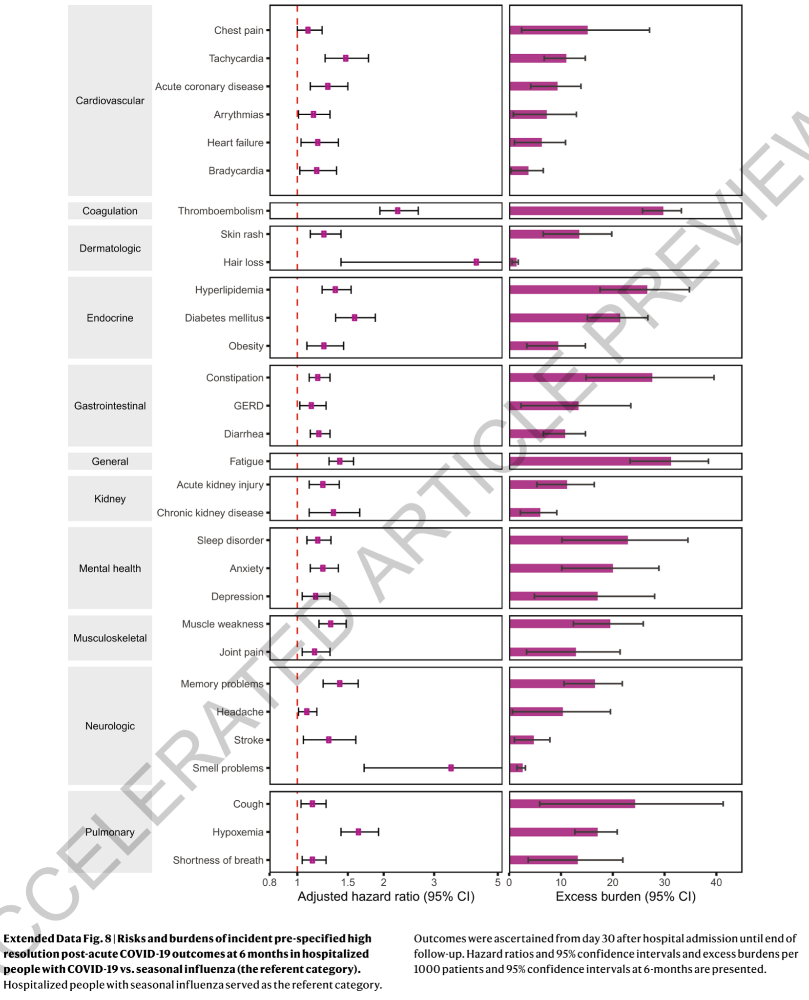 Cardiovascular
Chest pain
Tachycardia
Acute coronary disease
Arrythmias
Heart failure
Bradycardia
Coagulation
Thromboembolism
Dermatologic
Skin rash
Hair loss
Endocrine
Hyperlipidemia
Diabetes mellitus
Obesity
Gastrointestinal
Constipation
GERD
Diarrhea
General
Fatigue
Kidney
Acute kidney injury
Chronic kidney disease
Mental health
Sleep disorder
Anxiety
Depression
Musculoskeletal
Muscle weakness
Joint pain
Neurologic
Memory problems
Headache
Stroke
Smell problems
Pulmonary
Cough
Hypoxemia
Shortness of breath
0.8 1 1.5 2 3 5
Adjusted hazard ratio (95% CI)
0 10 20 30 40
Excess burden (95% CI)
ACCELERATED ARTICLE PREVIEW
Extended Data Fig. 8 | Risks and burdens of incident pre-specified high
resolution post-acute COVID-19 outcomes at 6 months in hospitalized
people with COVID-19 vs. seasonal influenza (the referent category).
Hospitalized people with seasonal influenza served as the referent category.
Outcomes were ascertained from day 30 after hospital admission until end of
follow-up. Hazard ratios and 95% confidence intervals and excess burdens per
1000 patients and 95% confidence intervals at 6-months are presented.